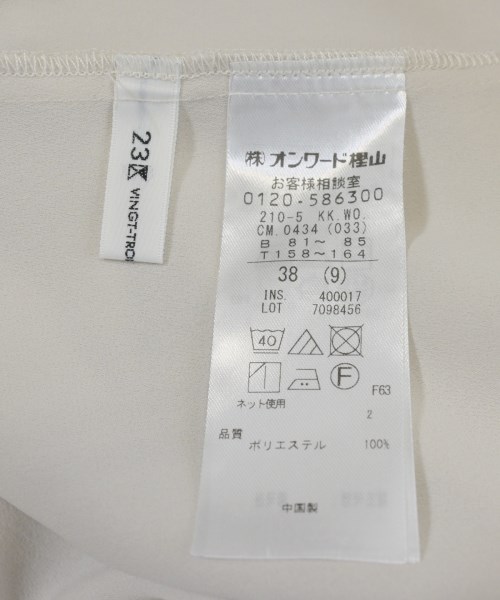 23区
VINGT-TROI
(株)オンワード樫山
お客様相談室
0120-586300
210-5 KK.WO.
CM.0434 (033)
B 81~ 85
T158~164
38 (9)
INS. 400017
LOT 7098456
40
F
F63
ネット使用
2
品質
ポリエステル 100%
中国製